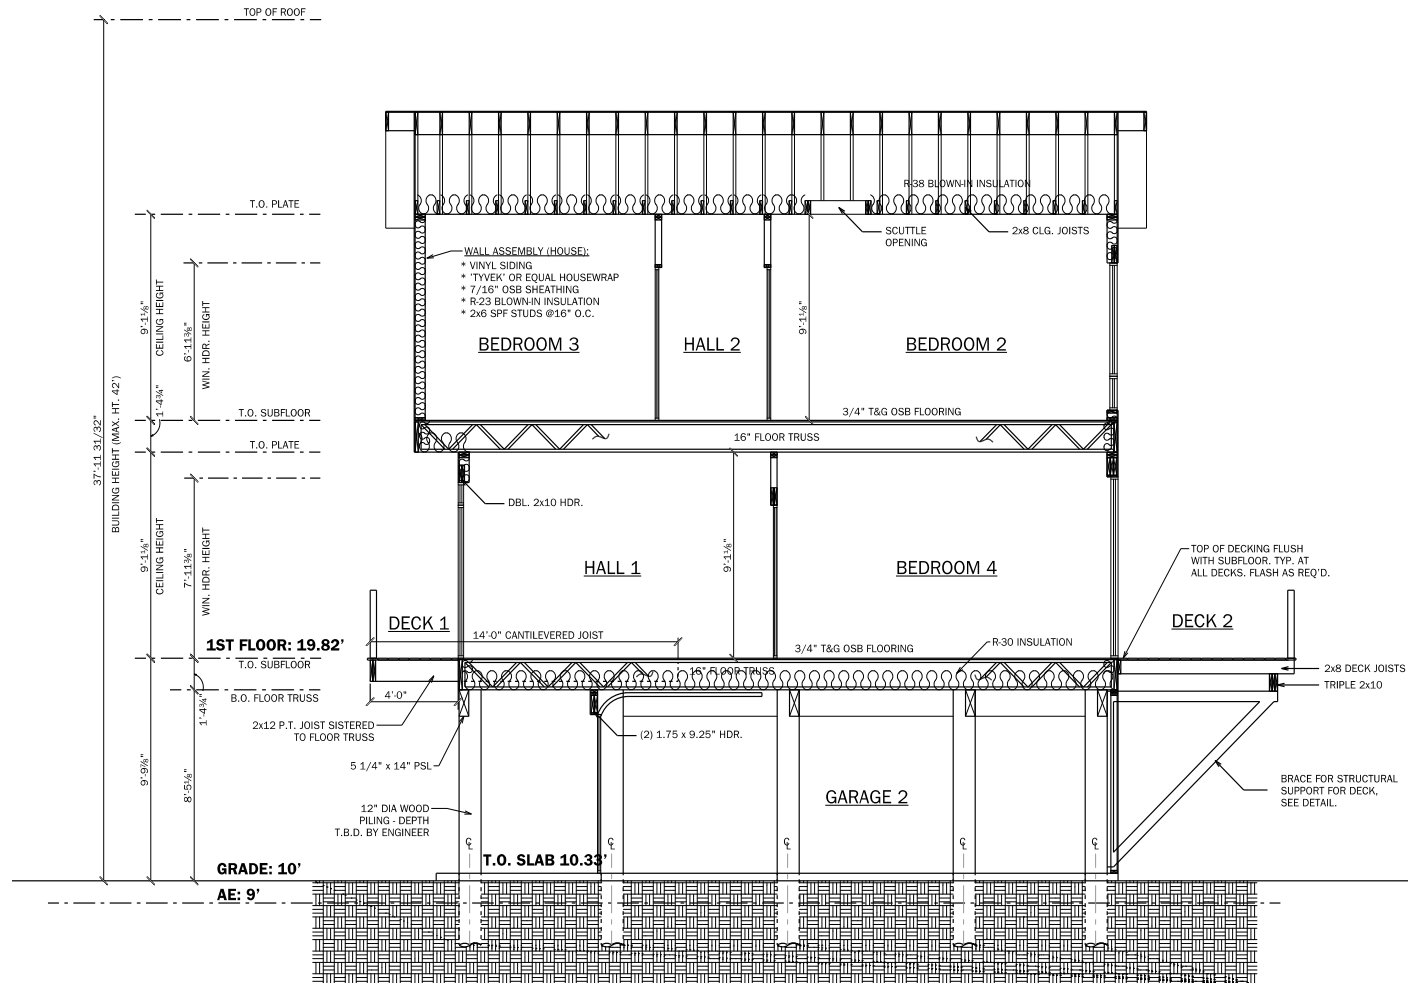 TOP OF ROOF
R-38 BLOWN-IN INSULATION
T.O. PLATE
SCUTTLE
OPENING
2x8 CLG. JOISTS
WALL ASSEMBLY (HOUSE):
* VINYL SIDING
* 'TYVEK' OR EQUAL HOUSEWRAP
* 7/16" OSB SHEATHING
* R-23 BLOWN-IN INSULATION
* 2x6 SPF STUDS @16" O.C.
9'-1⅛"
CEILING HEIGHT
6'-11⅜"
WIN. HDR. HEIGHT
9'-1⅛"
BEDROOM 3
HALL 2
BEDROOM 2
37'-11 31/32"
BUILDING HEIGHT (MAX. HT. 42')
1'-4¾"
T.O. SUBFLOOR
3/4" T&G OSB FLOORING
16" FLOOR TRUSS
T.O. PLATE
DBL. 2x10 HDR.
9'-1⅛"
CEILING HEIGHT
7'-11⅜"
WIN. HDR. HEIGHT
9'-1⅛"
HALL 1
BEDROOM 4
TOP OF DECKING FLUSH
WITH SUBFLOOR. TYP. AT
ALL DECKS. FLASH AS REQ'D.
DECK 1
DECK 2
14'-0" CANTILEVERED JOIST
1ST FLOOR: 19.82'
3/4" T&G OSB FLOORING
R-30 INSULATION
T.O. SUBFLOOR
16" FLOOR TRUSS
2x8 DECK JOISTS
TRIPLE 2x10
B.O. FLOOR TRUSS
4'-0"
1'-4¾"
2x12 P.T. JOIST SISTERED
TO FLOOR TRUSS
(2) 1.75 x 9.25" HDR.
5 1/4" x 14" PSL
9'-9⅞"
8'-5⅛"
BRACE FOR STRUCTURAL
SUPPORT FOR DECK,
SEE DETAIL.
GARAGE 2
12" DIA WOOD
PILING - DEPTH
T.B.D. BY ENGINEER
℄ ℄ ℄ ℄ ℄
T.O. SLAB 10.33'
GRADE: 10'
AE: 9'